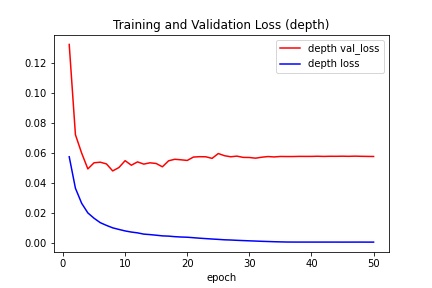 Training and Validation Loss (depth)
depth val_loss
depth loss
0.12
0.10
0.08
0.06
0.04
0.02
0.00
0 10 20 30 40 50
epoch